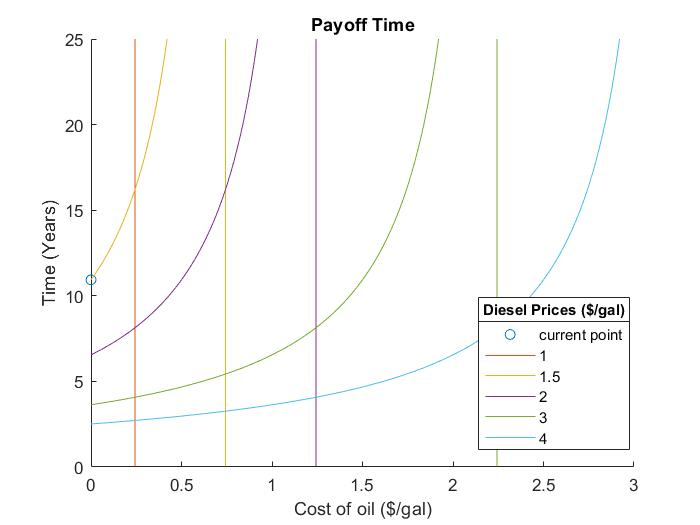 Payoff Time
25
20
15
10
5
0
Time (Years)
0 0.5 1 1.5 2 2.5 3
Cost of oil ($/gal)
Diesel Prices ($/gal)
current point
1
1.5
2
3
4